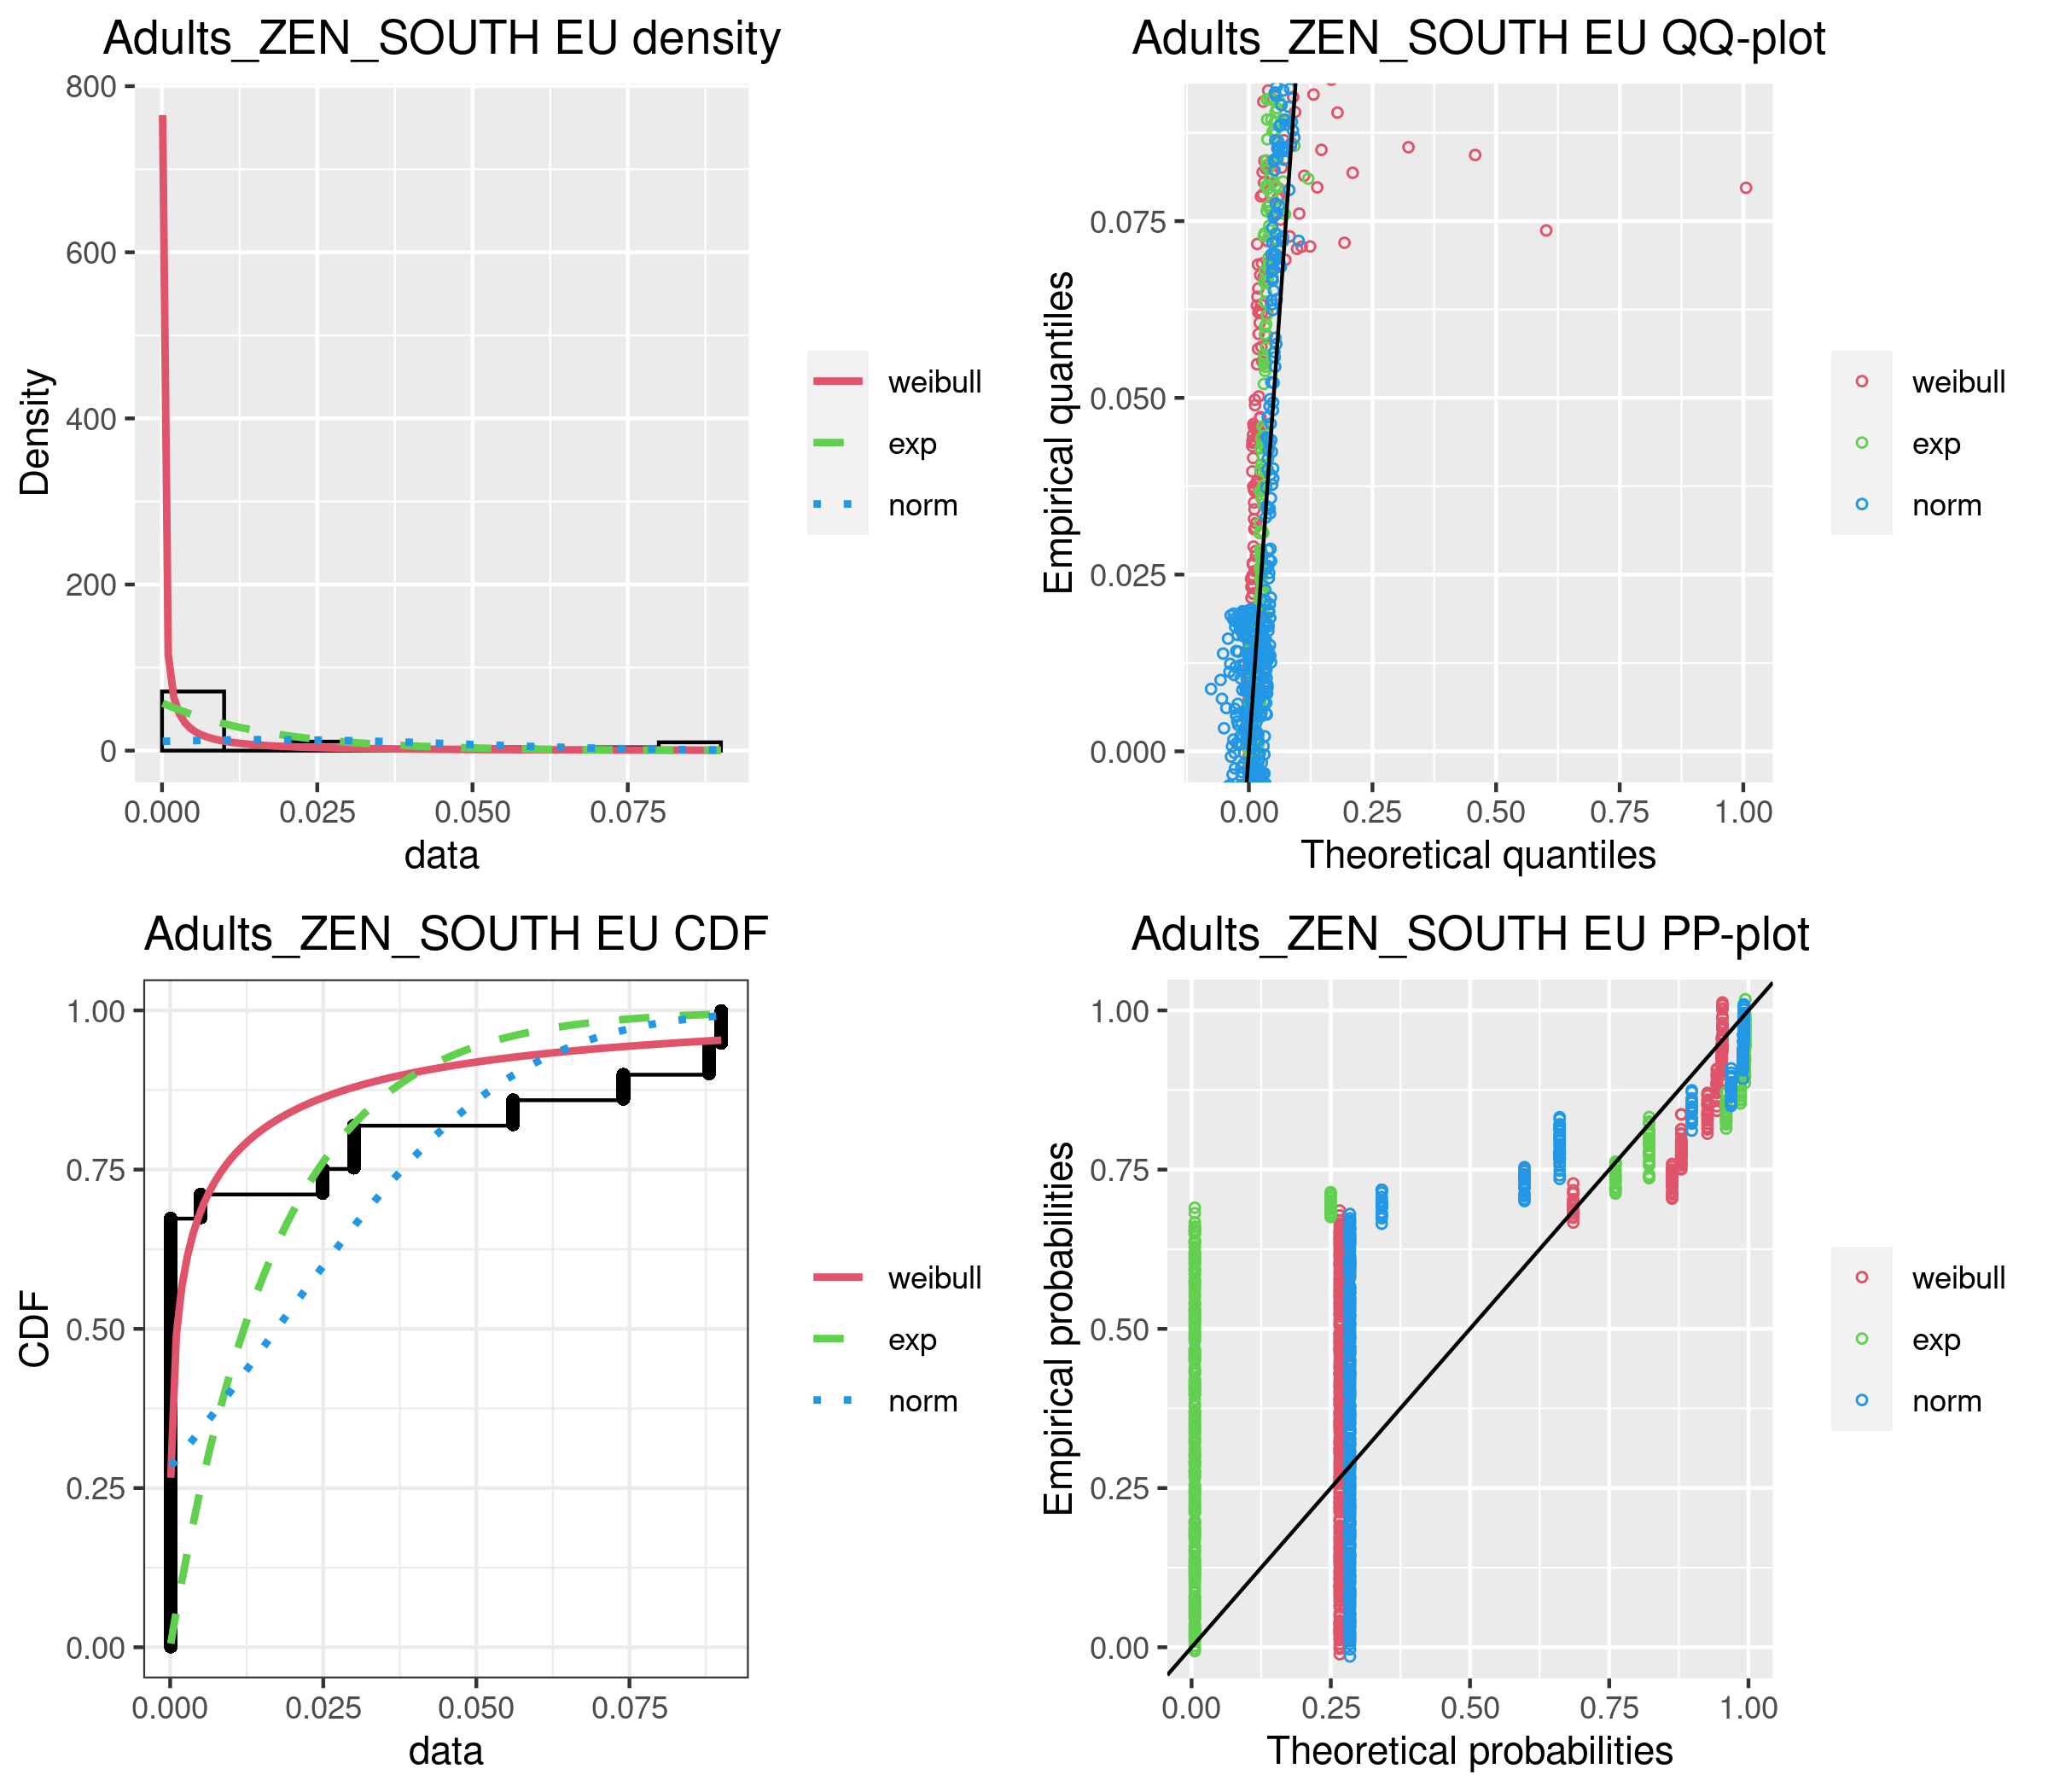 Adults_ZEN_SOUTH EU density
800
600
400
200
0
Density
0.000 0.025 0.050 0.075
data
weibull
exp
norm
Adults_ZEN_SOUTH EU QQ-plot
0.075
0.050
0.025
0.000
Empirical quantiles
0.00 0.25 0.50 0.75 1.00
Theoretical quantiles
weibull
exp
norm
Adults_ZEN_SOUTH EU CDF
1.00
0.75
0.50
0.25
0.00
CDF
0.000 0.025 0.050 0.075
data
weibull
exp
norm
Adults_ZEN_SOUTH EU PP-plot
1.00
0.75
0.50
0.25
0.00
Empirical probabilities
0.00 0.25 0.50 0.75 1.00
Theoretical probabilities
weibull
exp
norm